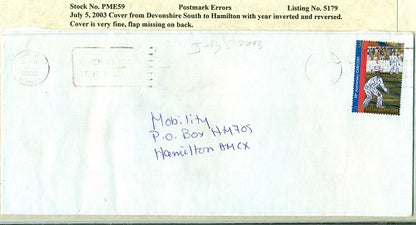 Stock No. PME59 Postmark Errors Listing No. 5179
July 5, 2003 Cover from Devonshire South to Hamilton with year inverted and reversed.
Cover is very fine, flap missing on back.
July 5 2003
Mobility
P.O. Box HM705
Hamilton HMCX